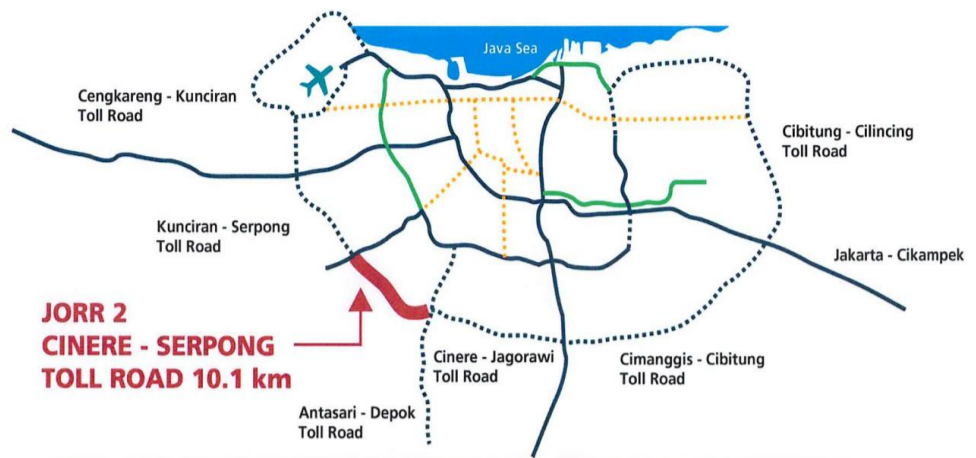 Java Sea
Cengkareng - Kunciran
Toll Road
Cibitung - Cilincing
Toll Road
Kunciran - Serpong
Toll Road
Jakarta - Cikampek
JORR 2
CINERE - SERPONG
TOLL ROAD 10.1 km
Cinere - Jagorawi
Toll Road
Cimanggis - Cibitung
Toll Road
Antasari - Depok
Toll Road